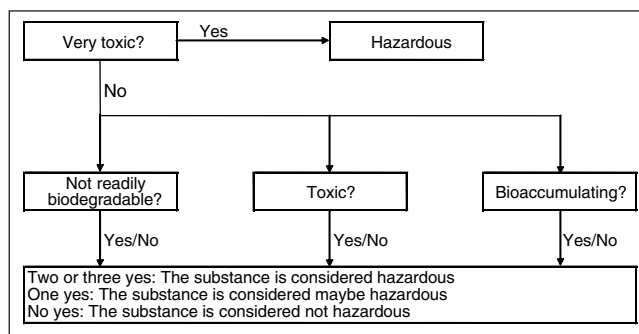 Very toxic?
Yes
Hazardous
No
Not readily
biodegradable?
Toxic?
Bioaccumulating?
Yes/No
Yes/No
Yes/No
Two or three yes: The substance is considered hazardous
One yes: The substance is considered maybe hazardous
No yes: The substance is considered not hazardous